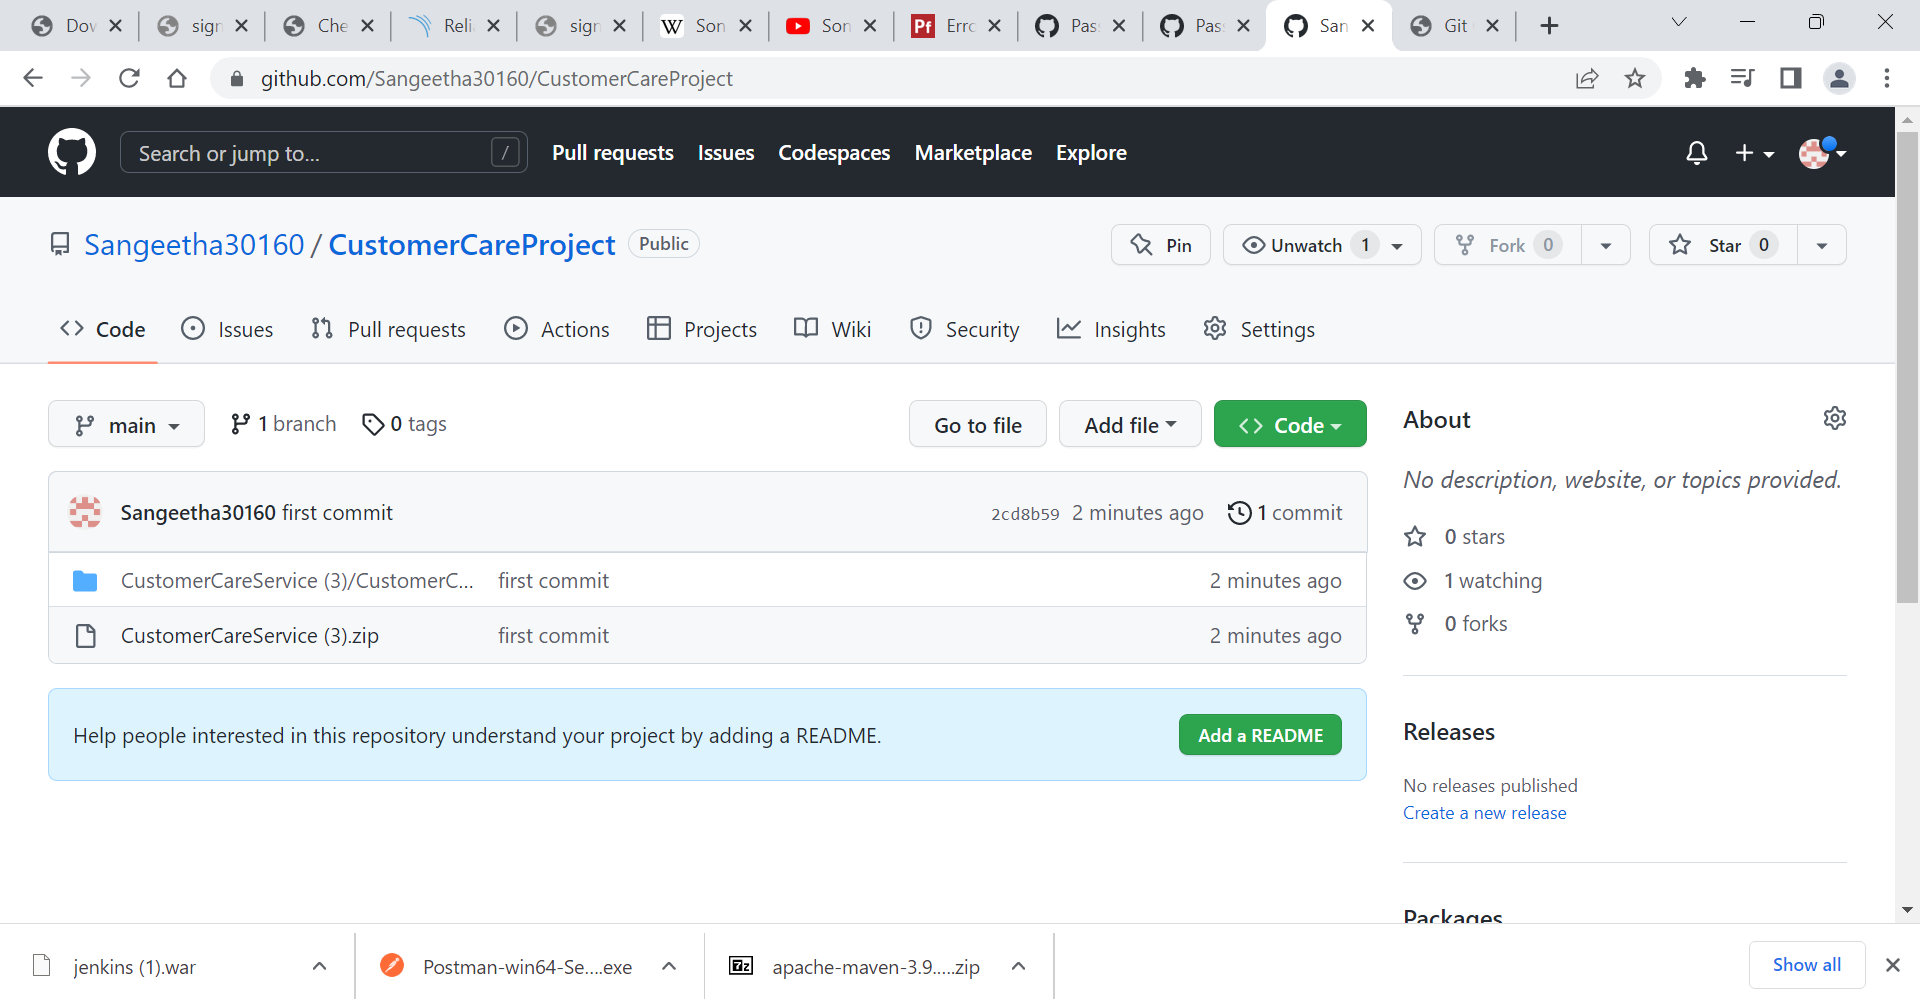 Dov
sign
Che
Reli
sign
W Son
Son
Pf Erro
Pas
Pas
San
Git
github.com/Sangeetha30160/CustomerCareProject
Search or jump to... /
Pull requests Issues Codespaces Marketplace Explore
Sangeetha30160 / CustomerCareProject Public
Pin Unwatch 1 Fork 0 Star 0
Code Issues Pull requests Actions Projects Wiki Security Insights Settings
main 1 branch 0 tags Go to file Add file Code
Sangeetha30160 first commit 2cd8b59 2 minutes ago 1 commit
CustomerCareService (3)/CustomerC... first commit 2 minutes ago
CustomerCareService (3).zip first commit 2 minutes ago
Help people interested in this repository understand your project by adding a README. Add a README
About
No description, website, or topics provided.
0 stars
1 watching
0 forks
Releases
No releases published
Create a new release
Packages
jenkins (1).war Postman-win64-Se....exe 7z apache-maven-3.9.....zip Show all